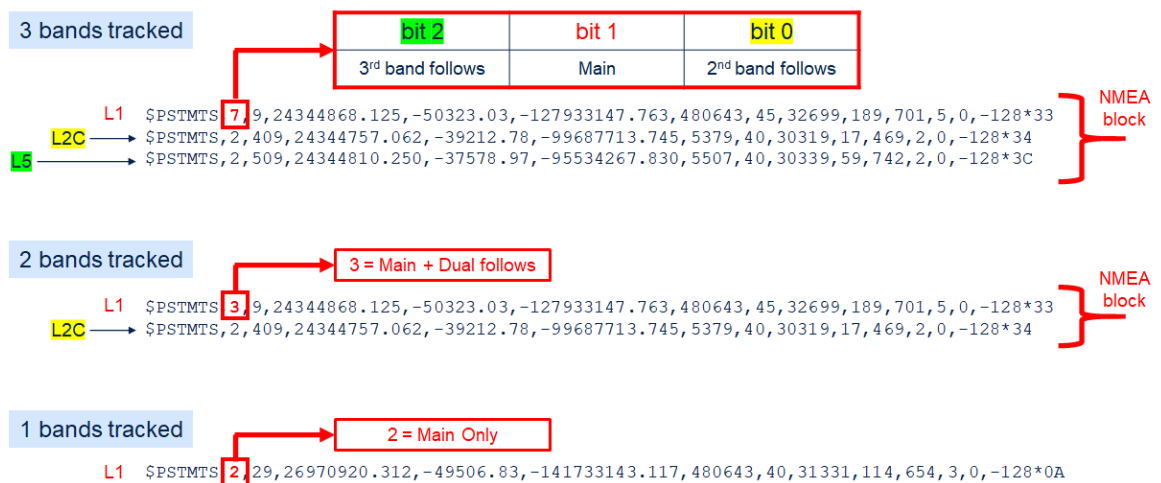 3 bands tracked
bit 2 bit 1 bit 0
3rd band follows Main 2nd band follows
L1 $PSTMTS,7,9,24344868.125,-50323.03,-127933147.763,480643,45,32699,189,701,5,0,-128*33
L2C $PSTMTS,2,409,24344757.062,-39212.78,-99687713.745,5379,40,30319,17,469,2,0,-128*34
L5 $PSTMTS,2,509,24344810.250,-37578.97,-95534267.830,5507,40,30339,59,742,2,0,-128*3C
NMEA
block
2 bands tracked
3 = Main + Dual follows
L1 $PSTMTS,3,9,24344868.125,-50323.03,-127933147.763,480643,45,32699,189,701,5,0,-128*33
L2C $PSTMTS,2,409,24344757.062,-39212.78,-99687713.745,5379,40,30319,17,469,2,0,-128*34
NMEA
block
1 bands tracked
2 = Main Only
L1 $PSTMTS,2,29,26970920.312,-49506.83,-141733143.117,480643,40,31331,114,654,3,0,-128*0A